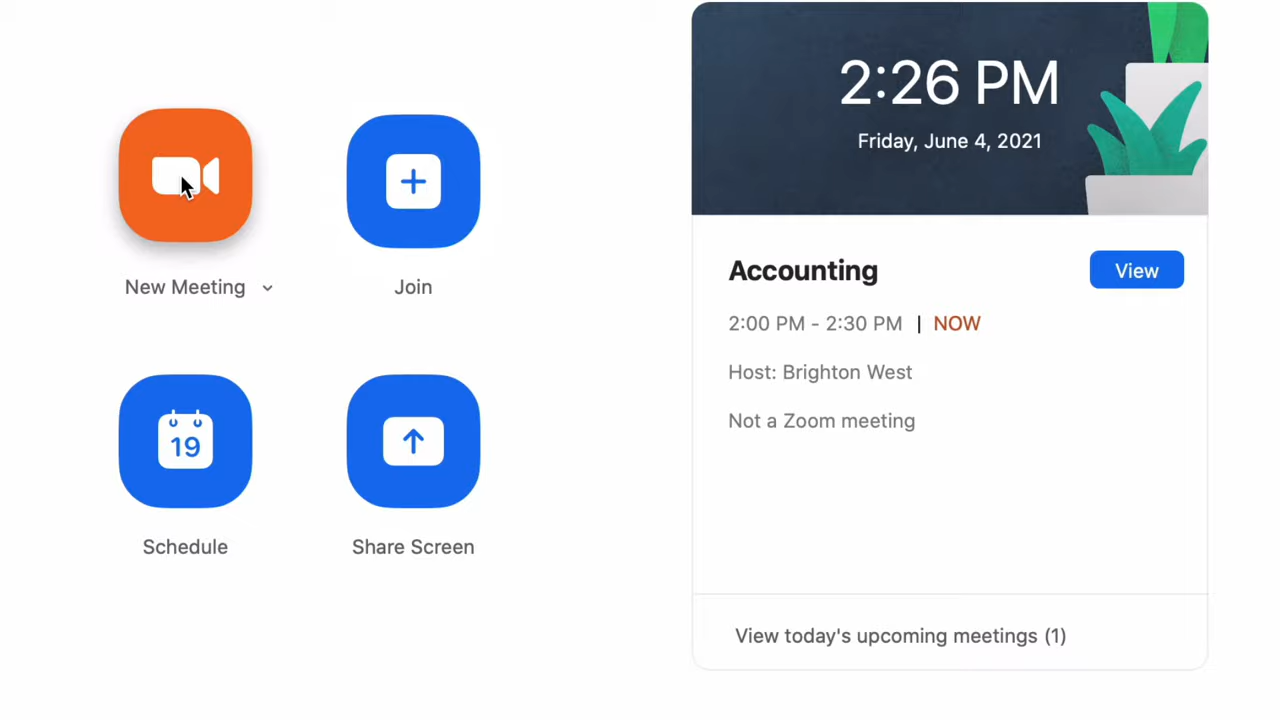 New Meeting
Join
19
Schedule
Share Screen
2:26 PM
Friday, June 4, 2021
Accounting
View
2:00 PM - 2:30 PM | NOW
Host: Brighton West
Not a Zoom meeting
View today's upcoming meetings (1)